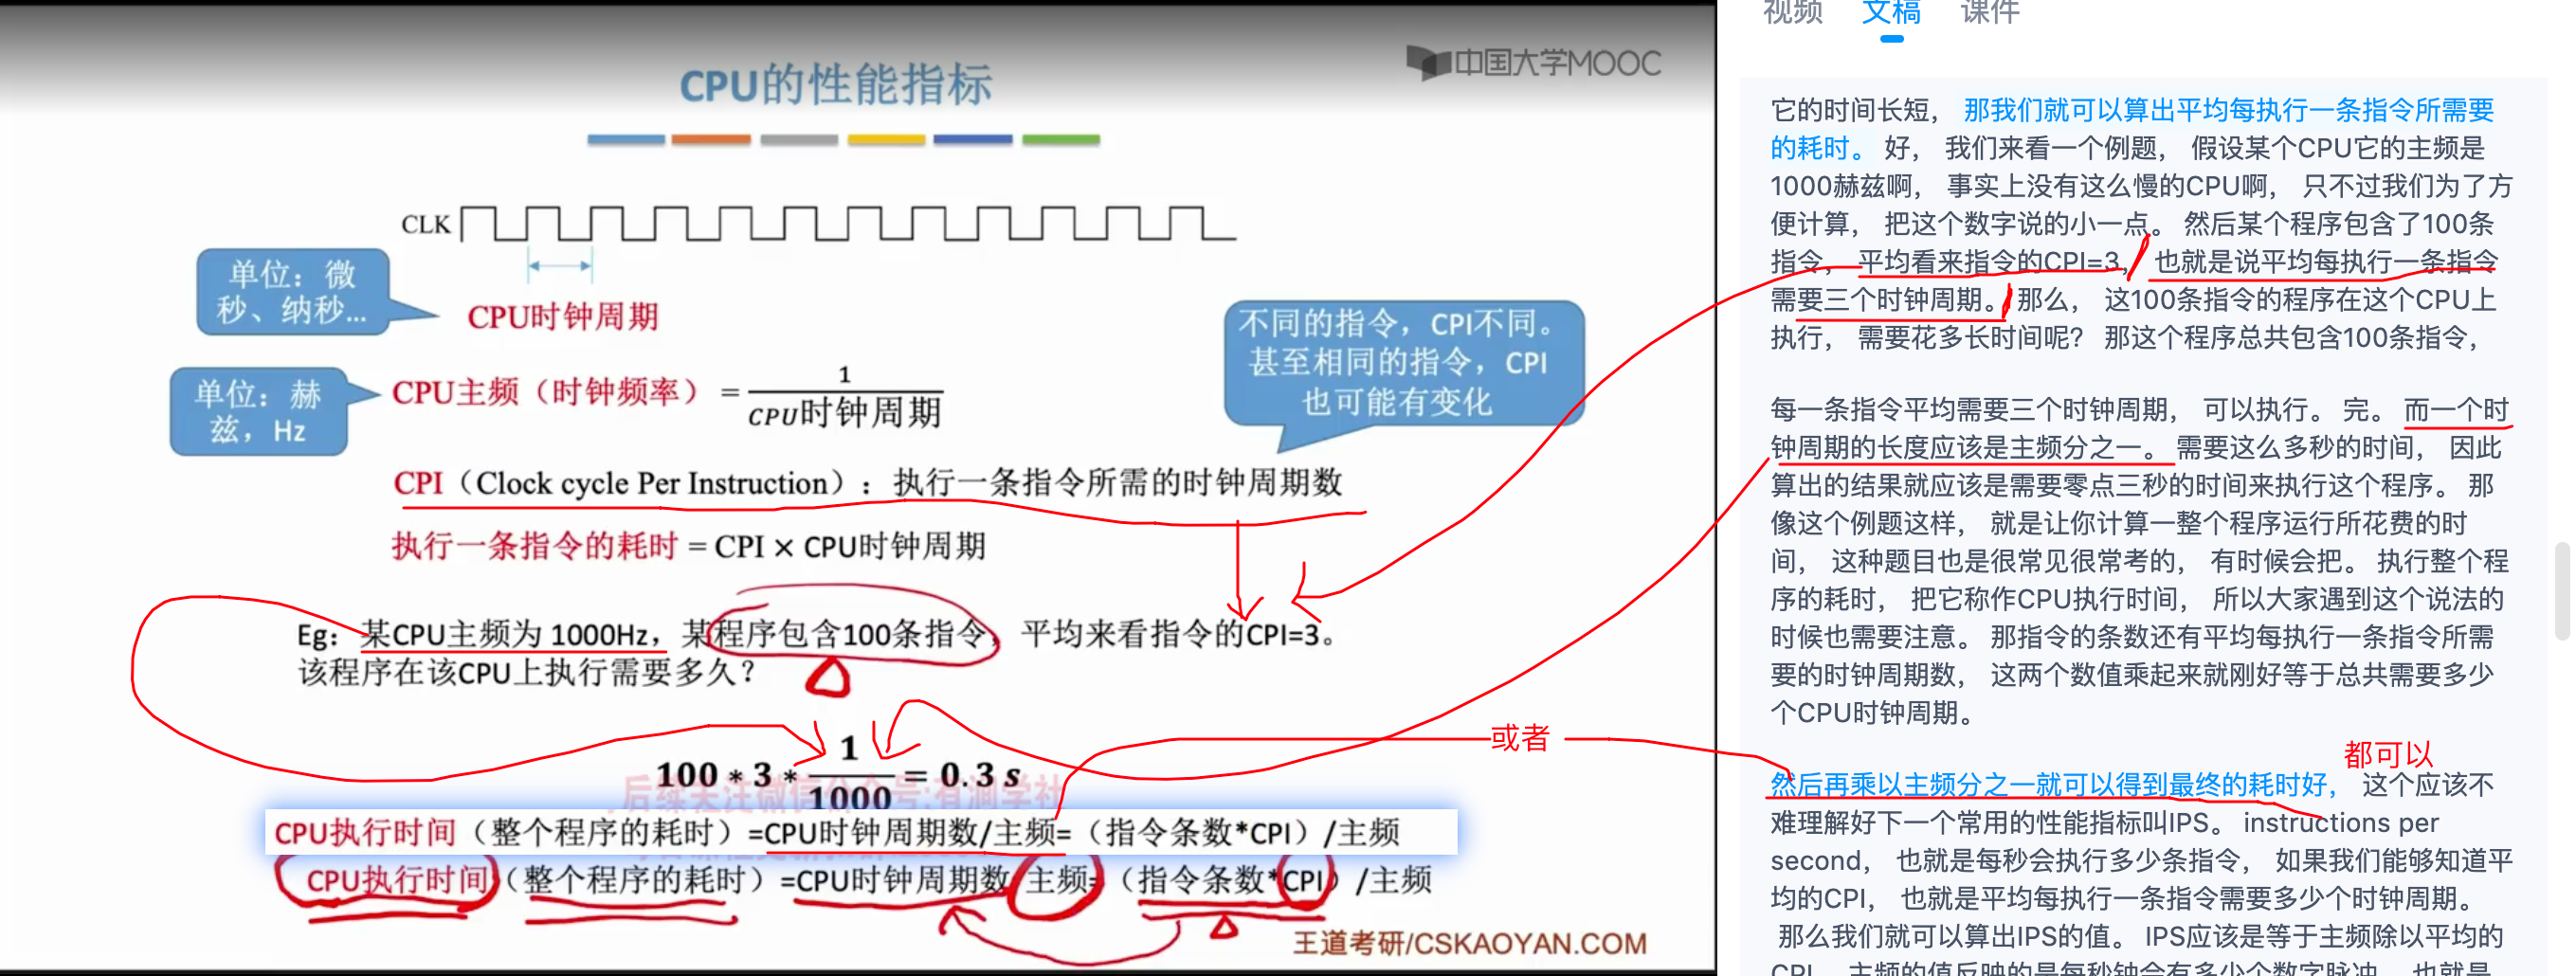 中国大学MOOC
CPU的性能指标
CLK
单位：微
秒、纳秒...
CPU时钟周期
不同的指令，CPI不同。
甚至相同的指令，CPI
也可能有变化
单位：赫
兹，Hz
CPU主频（时钟频率）= 1/CPU时钟周期
CPI（Clock cycle Per Instruction）：执行一条指令所需的时钟周期数
执行一条指令的耗时 = CPI × CPU时钟周期
Eg：某CPU主频为 1000Hz，某程序包含100条指令，平均来看指令的CPI=3。
该程序在该CPU上执行需要多久？
100 * 3 * 1/1000 = 0.3 s
CPU执行时间（整个程序的耗时）=CPU时钟周期数/主频=（指令条数*CPI）/主频
CPU执行时间（整个程序的耗时）=CPU时钟周期数/主频=（指令条数*CPI）/主频
王道考研/CSKAOYAN.COM
或者
视频 文稿 课件
它的时间长短， 那我们就可以算出平均每执行一条指令所需要
的耗时。 好， 我们来看一个例题， 假设某个CPU它的主频是
1000赫兹啊， 事实上没有这么慢的CPU啊， 只不过我们为了方
便计算， 把这个数字说的小一点。 然后某个程序包含了100条
指令， 平均看来指令的CPI=3， 也就是说平均每执行一条指令
需要三个时钟周期。 那么， 这100条指令的程序在这个CPU上
执行， 需要花多长时间呢？ 那这个程序总共包含100条指令，
每一条指令平均需要三个时钟周期， 可以执行。 完。 而一个时
钟周期的长度应该是主频分之一。 需要这么多秒的时间， 因此
算出的结果就应该是需要零点三秒的时间来执行这个程序。 那
像这个例题这样， 就是让你计算一整个程序运行所花费的时
间， 这种题目也是很常见很常考的， 有时候会把。 执行整个程
序的耗时， 把它称作CPU执行时间， 所以大家遇到这个说法的
时候也需要注意。 那指令的条数还有平均每执行一条指令所需
要的时钟周期数， 这两个数值乘起来就刚好等于总共需要多少
个CPU时钟周期。
都可以
然后再乘以主频分之一就可以得到最终的耗时好， 这个应该不
难理解好下一个常用的性能指标叫IPS。 instructions per
second， 也就是每秒会执行多少条指令， 如果我们能够知道平
均的CPI， 也就是平均每执行一条指令需要多少个时钟周期。
那么我们就可以算出IPS的值。 IPS应该是等于主频除以平均的
CPI， 主频的值反映的是每秒钟会有多少个数字脉冲， 也就是